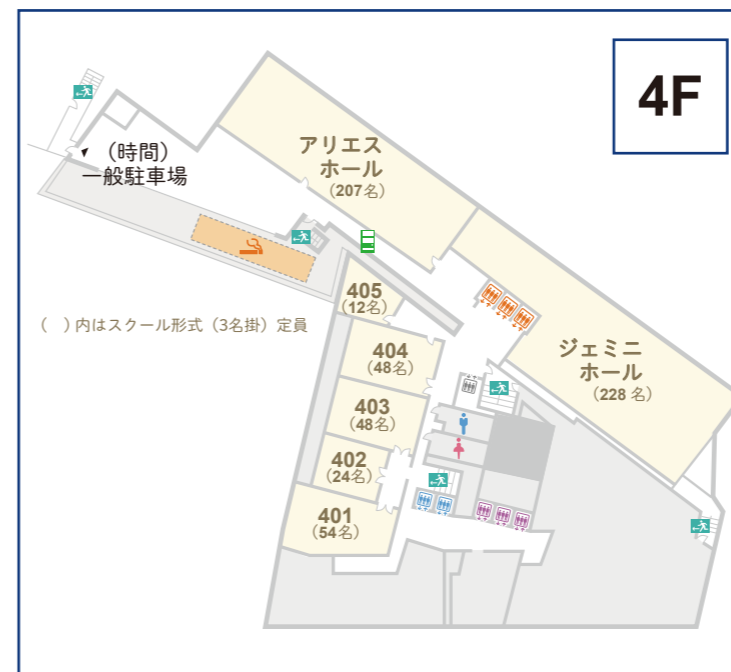 4F
アリエス
ホール
(207名)
(時間)
一般駐車場
405
(12名)
( )内はスクール形式(3名掛)定員
404
(48名)
ジェミニ
ホール
(228 名)
403
(48名)
402
(24名)
401
(54名)